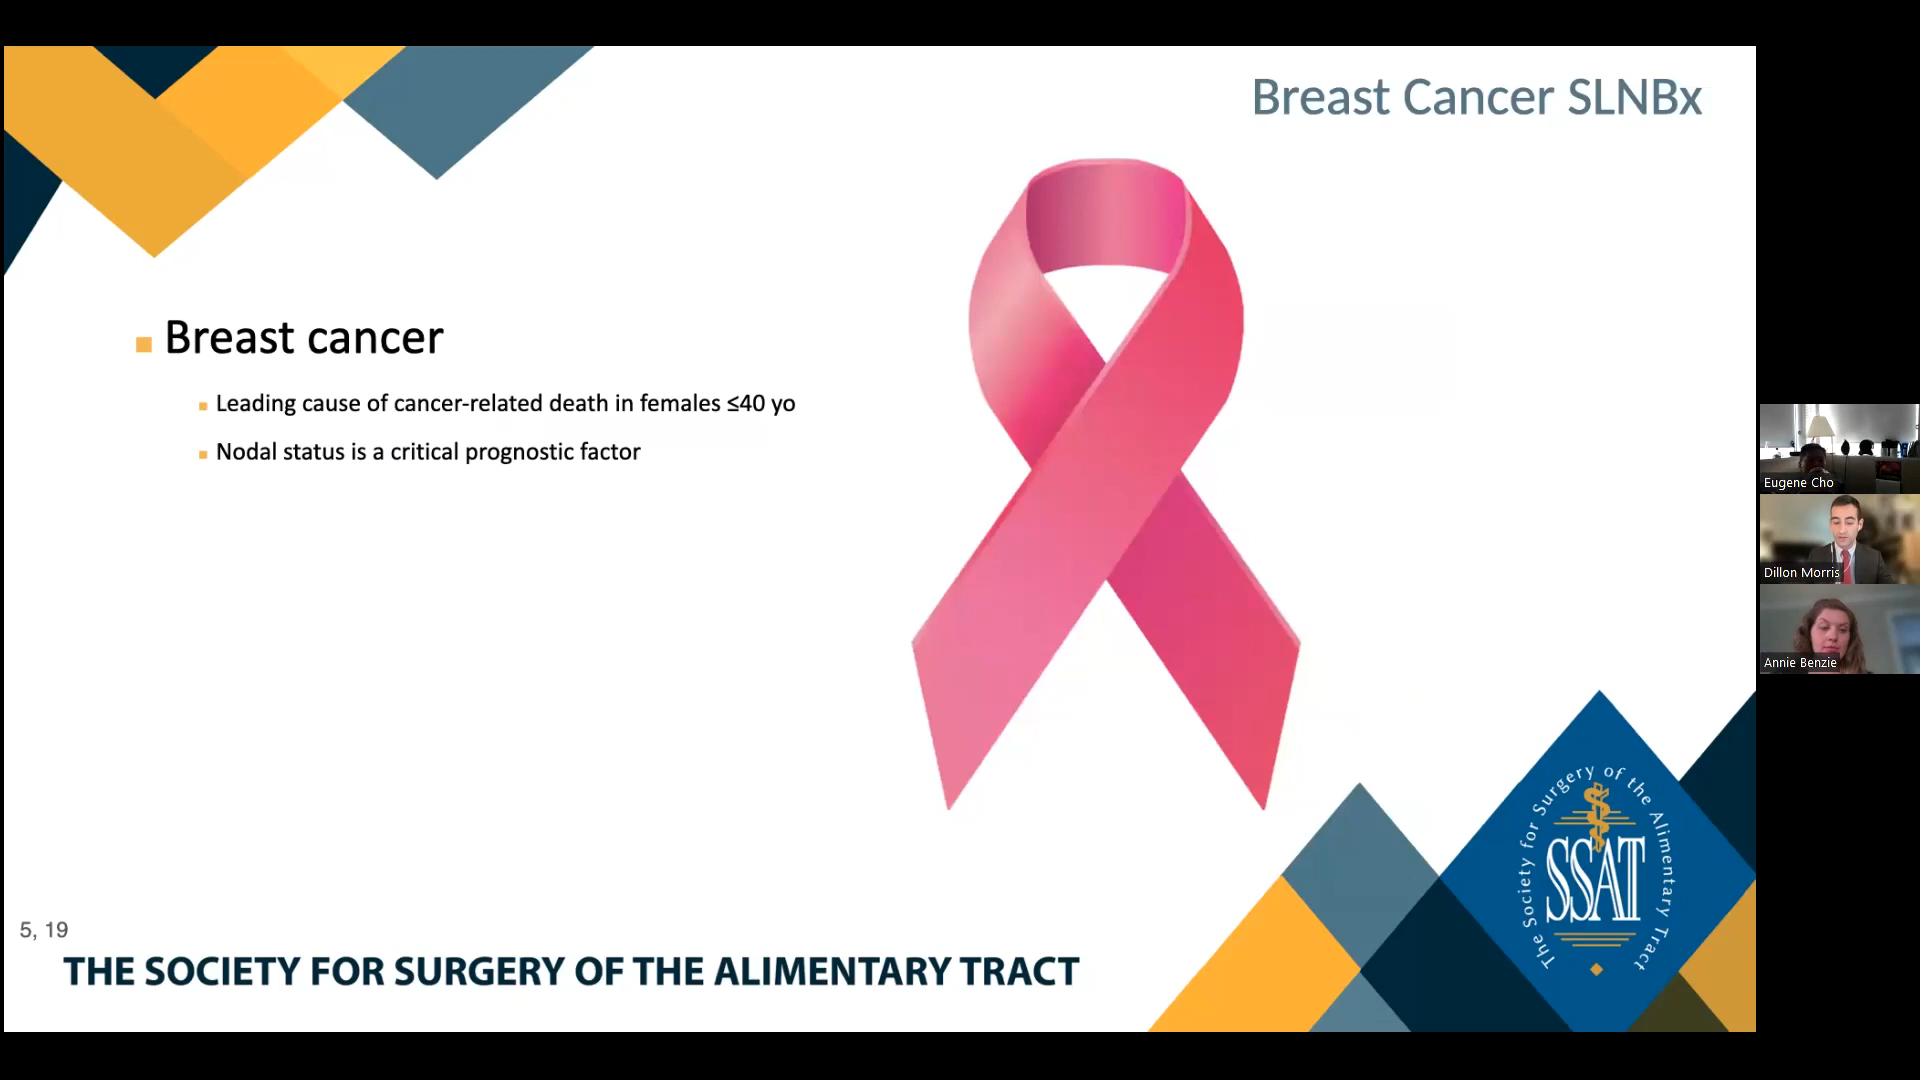 Breast Cancer SLNBx
Breast cancer
Leading cause of cancer-related death in females ≤40 yo
Nodal status is a critical prognostic factor
5, 19
THE SOCIETY FOR SURGERY OF THE ALIMENTARY TRACT
The Society for Surgery of the Alimentary Tract
SSAT
Eugene Cho
Dillon Morris
Annie Benzie